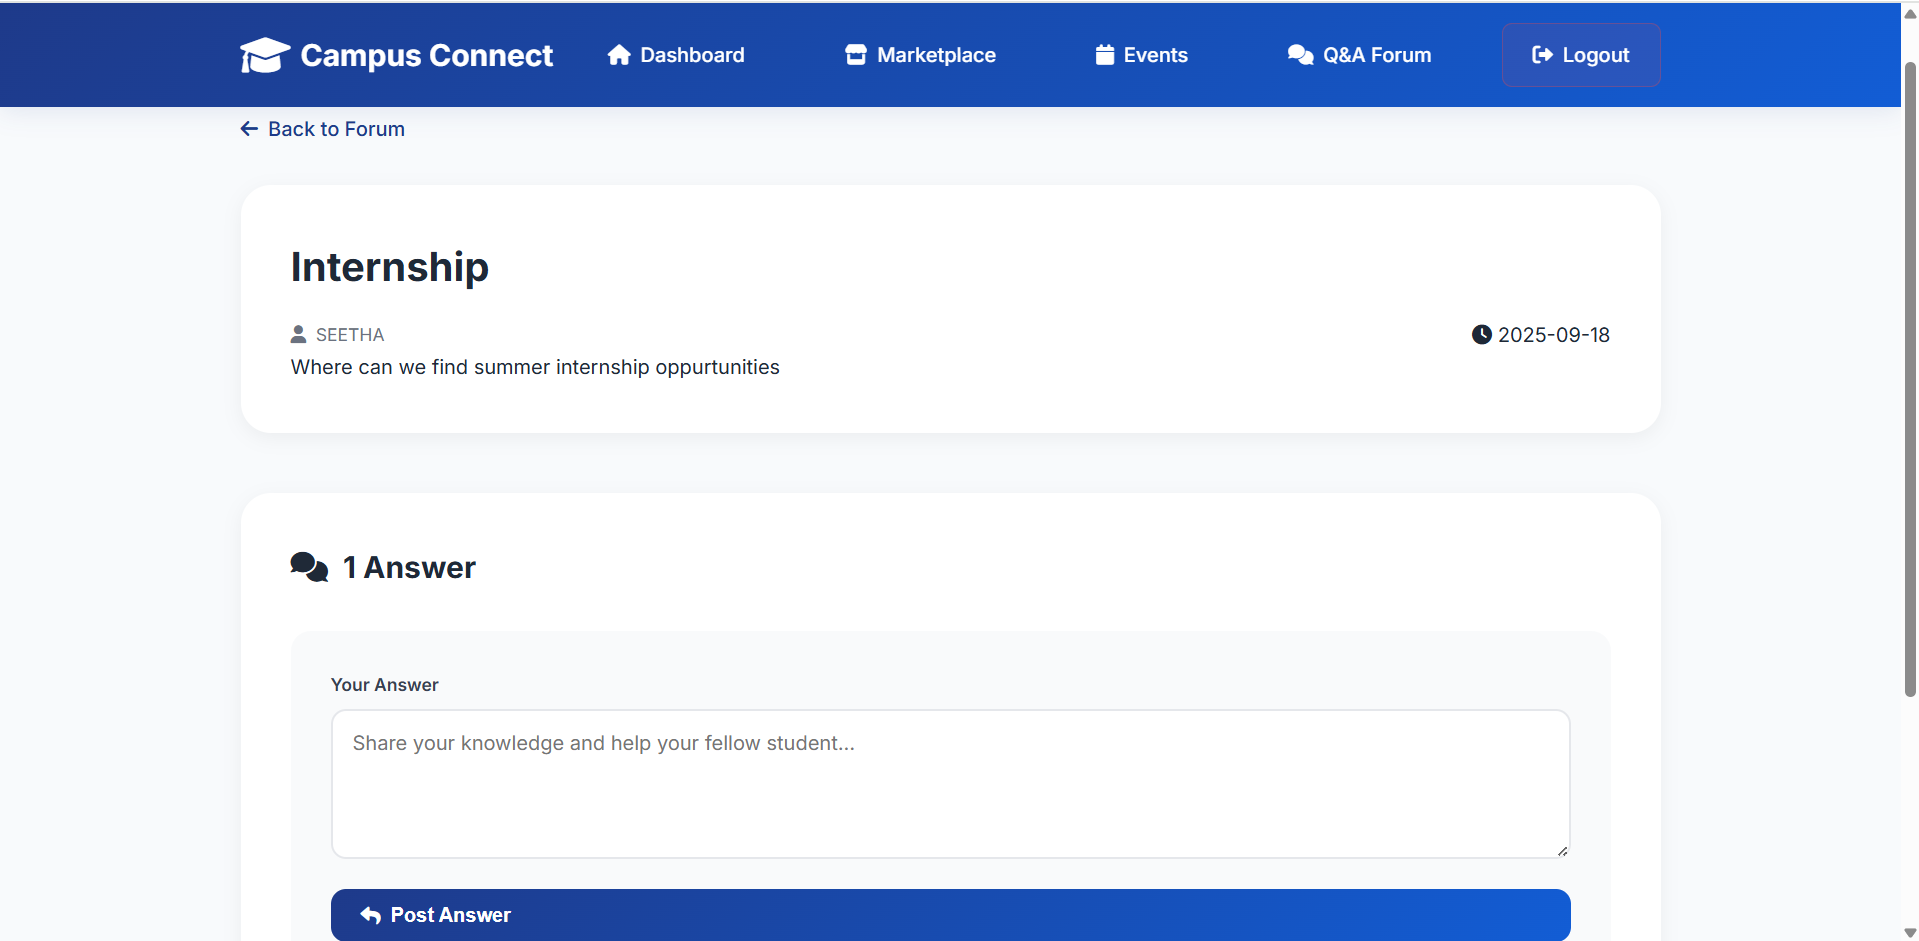 Campus Connect Dashboard Marketplace Events Q&A Forum Logout
Back to Forum
Internship
SEETHA 2025-09-18
Where can we find summer internship oppurtunities
1 Answer
Your Answer
Share your knowledge and help your fellow student...
Post Answer